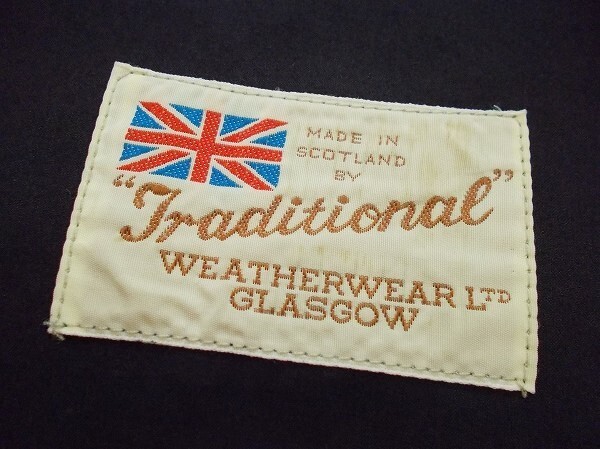 MADE IN
SCOTLAND
BY
"Traditional"
WEATHERWEAR LTD
GLASGOW